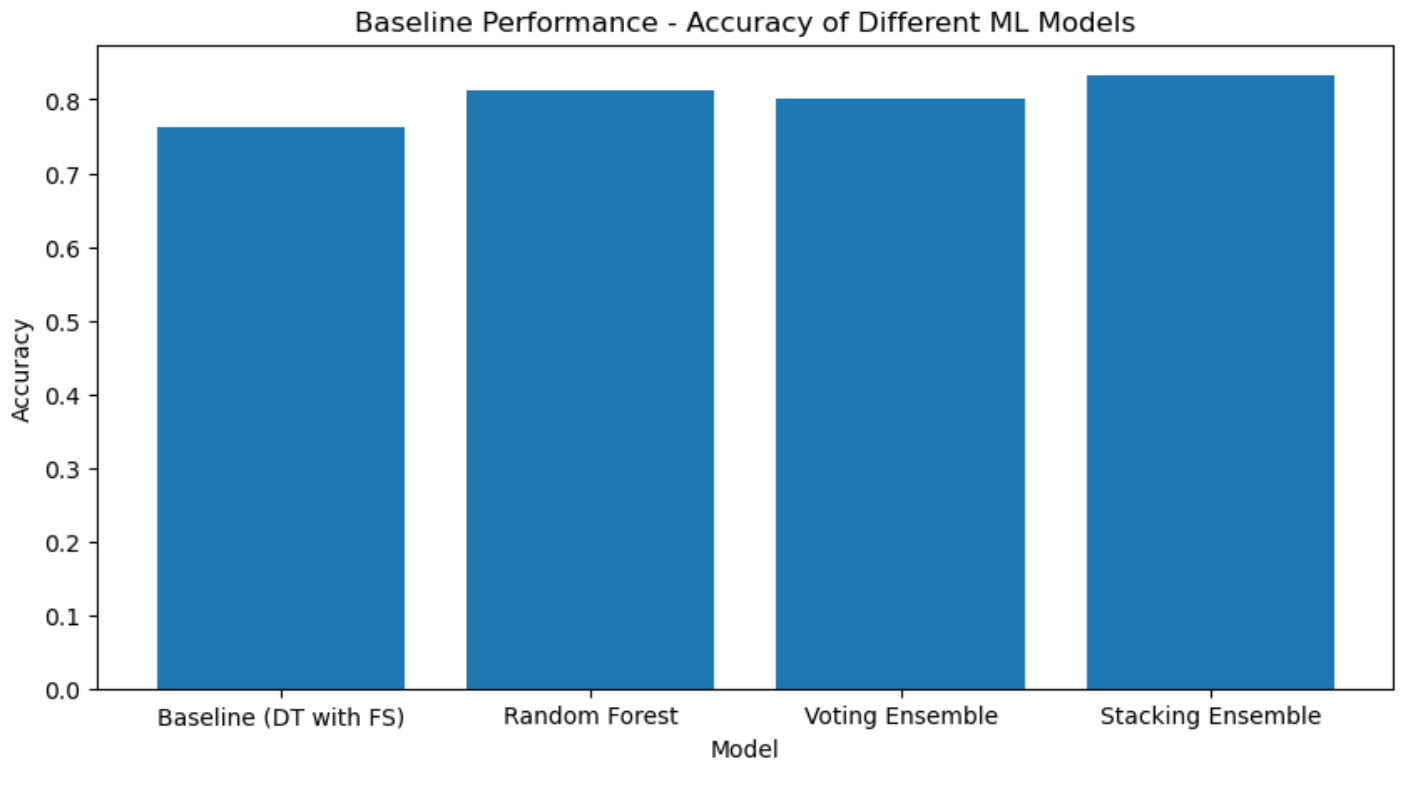 Baseline Performance - Accuracy of Different ML Models
Accuracy
0.8
0.7
0.6
0.5
0.4
0.3
0.2
0.1
0.0
Baseline (DT with FS) Random Forest Voting Ensemble Stacking Ensemble
Model